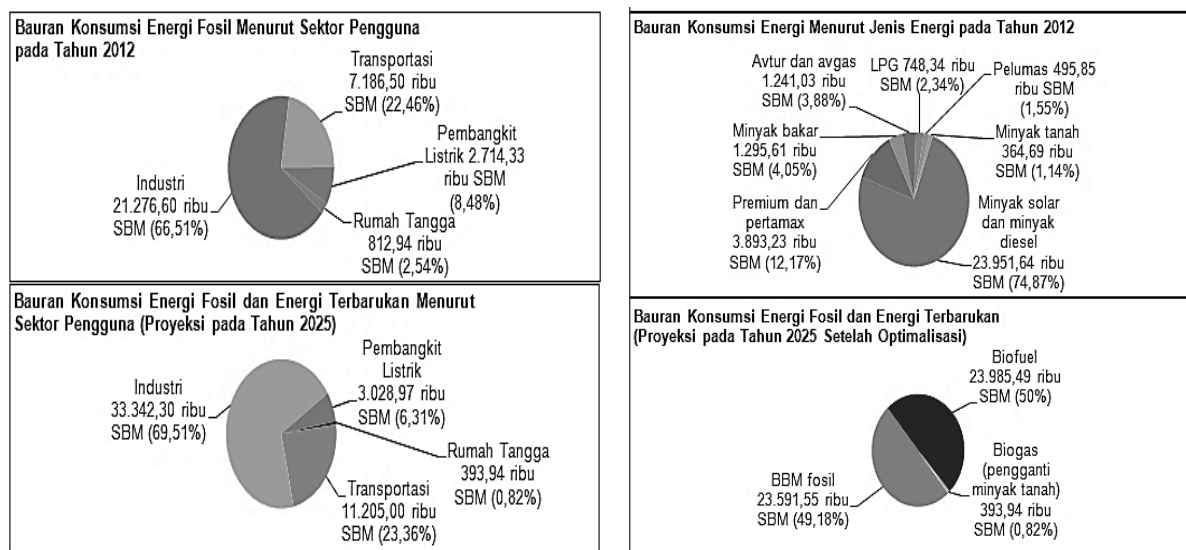 Bauran Konsumsi Energi Fosil Menurut Sektor Pengguna
pada Tahun 2012
Transportasi
7.186,50 ribu
SBM (22,46%)
Pembangkit
Listrik 2.714,33
ribu SBM
(8,48%)
Industri
21.276,60 ribu
SBM (66,51%)
Rumah Tangga
812,94 ribu
SBM (2,54%)
Bauran Konsumsi Energi Menurut Jenis Energi pada Tahun 2012
Avtur dan avgas
1.241,03 ribu
SBM (3,88%)
LPG 748,34 ribu
SBM (2,34%)
Pelumas 495,85
ribu SBM
(1,55%)
Minyak bakar
1.295,61 ribu
SBM (4,05%)
Minyak tanah
364,69 ribu
SBM (1,14%)
Premium dan
pertamax
3.893,23 ribu
SBM (12,17%)
Minyak solar
dan minyak
diesel
23.951,64 ribu
SBM (74,87%)
Bauran Konsumsi Energi Fosil dan Energi Terbarukan Menurut
Sektor Pengguna (Proyeksi pada Tahun 2025)
Pembangkit
Listrik
3.028,97 ribu
SBM (6,31%)
Industri
33.342,30 ribu
SBM (69,51%)
Rumah Tangga
393,94 ribu
SBM (0,82%)
Transportasi
11.205,00 ribu
SBM (23,36%)
Bauran Konsumsi Energi Fosil dan Energi Terbarukan
(Proyeksi pada Tahun 2025 Setelah Optimalisasi)
Biofuel
23.985,49 ribu
SBM (50%)
BBM fosil
23.591,55 ribu
SBM (49,18%)
Biogas
(pengganti
minyak tanah)
393,94 ribu
SBM (0,82%)